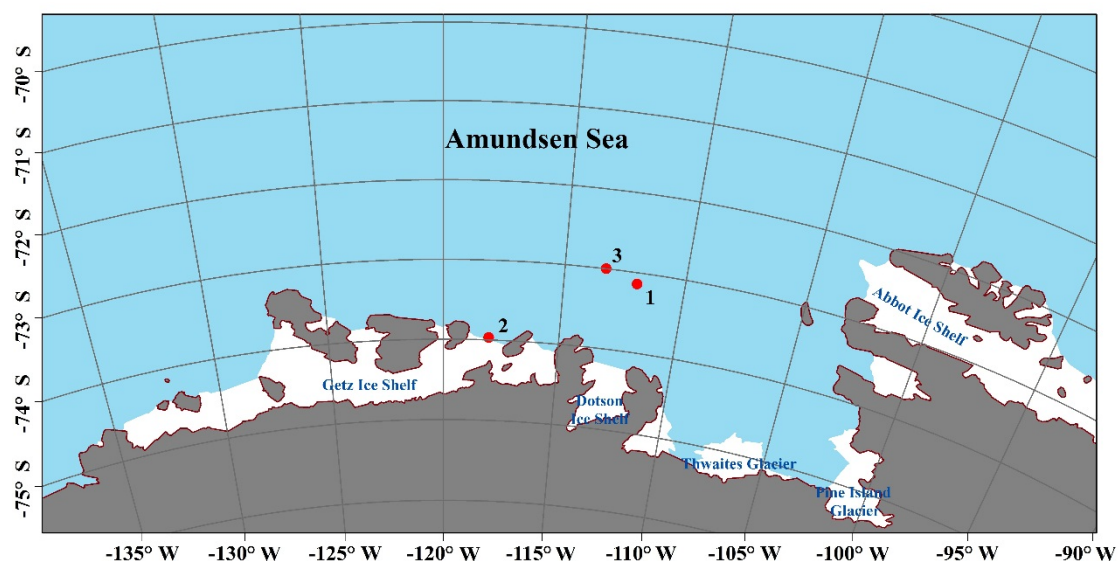 -70° S
Amundsen Sea
-71° S
-72° S
3
1
-73° S
2
Abbot Ice Shelf
-74° S
Getz Ice Shelf
Dotson
Ice Shelf
-75° S
Thwaites Glacier
Pine Island
Glacier
-135° W
-130° W
-125° W
-120° W
-115° W
-110° W
-105° W
-100° W
-95° W
-90° W